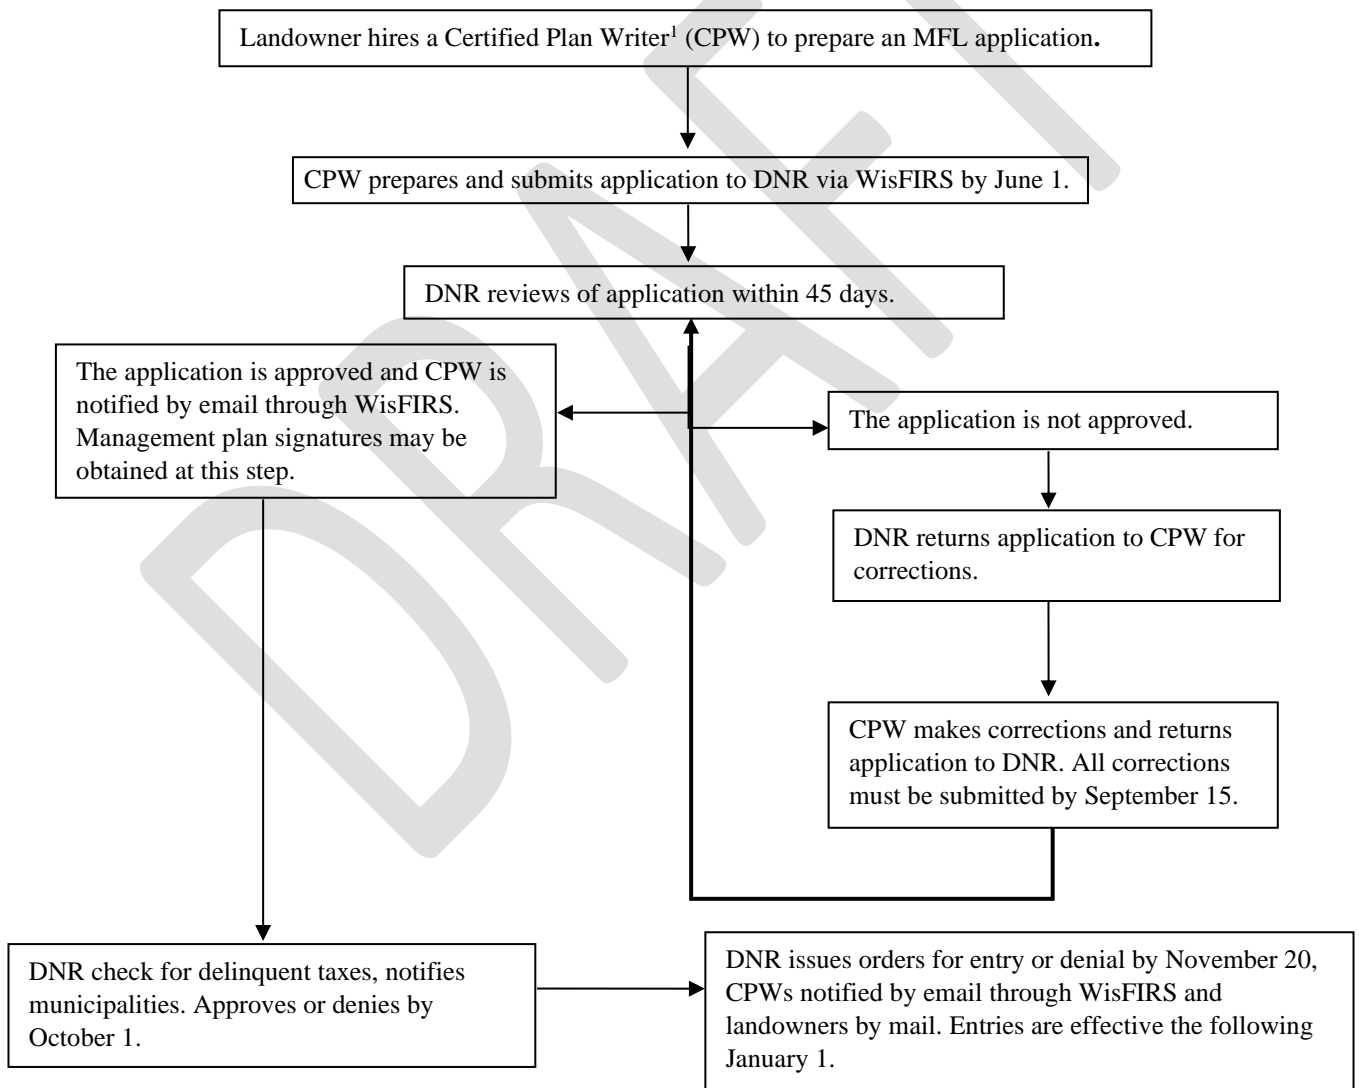 Landowner hires a Certified Plan Writer¹ (CPW) to prepare an MFL application.
CPW prepares and submits application to DNR via WisFIRS by June 1.
DNR reviews of application within 45 days.
The application is approved and CPW is
notified by email through WisFIRS.
Management plan signatures may be
obtained at this step.
The application is not approved.
DNR returns application to CPW for
corrections.
CPW makes corrections and returns
application to DNR. All corrections
must be submitted by September 15.
DNR check for delinquent taxes, notifies
municipalities. Approves or denies by
October 1.
DNR issues orders for entry or denial by November 20,
CPWs notified by email through WisFIRS and
landowners by mail. Entries are effective the following
January 1.
DRAFT